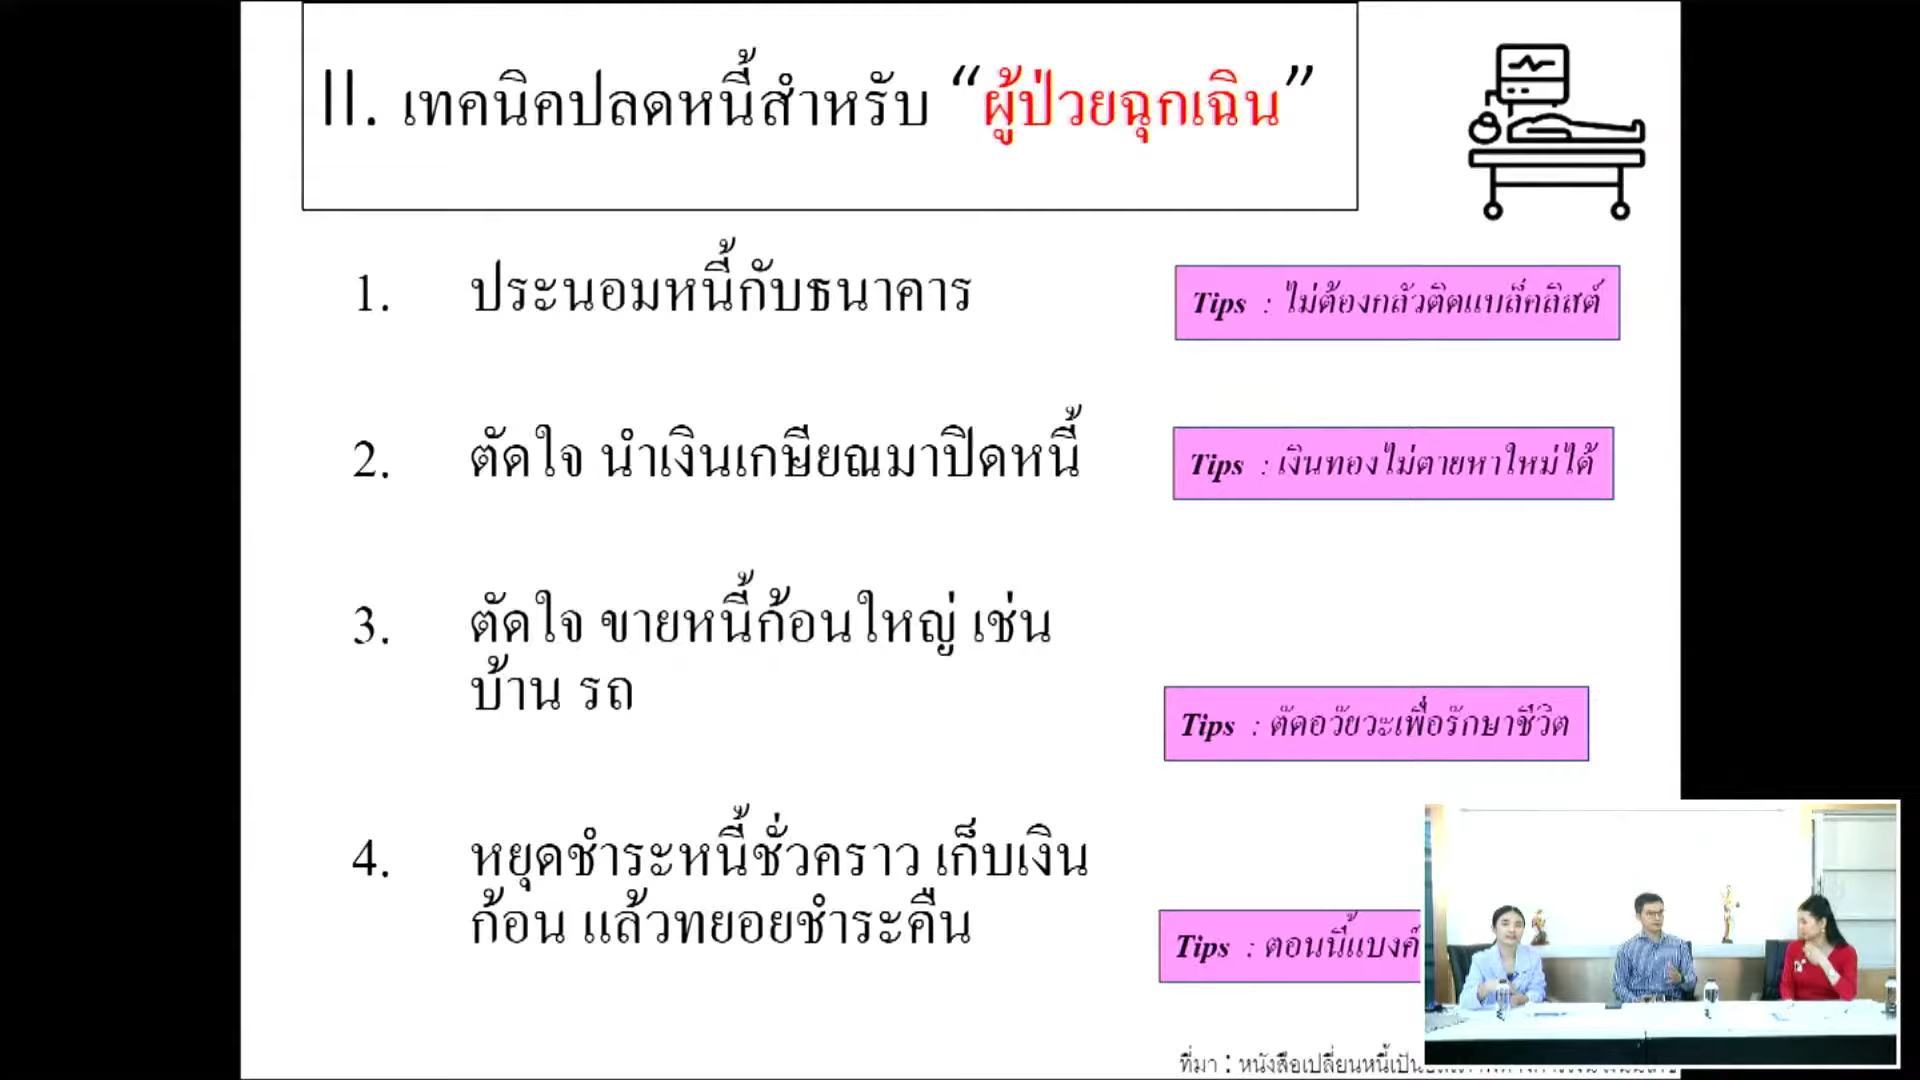 II. เทคนิคปลดหนี้สำหรับ “ผู้ป่วยฉุกเฉิน”
1. ประนอมหนี้กับธนาคาร
Tips : ไม่ต้องกลัวติดแบล็คลิสต์
2. ตัดใจ นำเงินเกษียณมาปิดหนี้
Tips : เงินทองไม่ตายหาใหม่ได้
3. ตัดใจ ขายหนี้ก้อนใหญ่ เช่น
บ้าน รถ
Tips : ตัดอวัยวะเพื่อรักษาชีวิต
4. หยุดชำระหนี้ชั่วคราว เก็บเงิน
ก้อน แล้วทยอยชำระคืน
Tips : ตอนนี้แบงค์
ที่มา : หนังสือเปลี่ยนหนี้เป็น